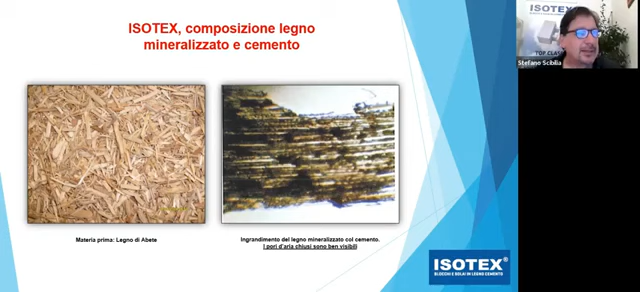 ISOTEX, composizione legno
mineralizzato e cemento
Materia prima: Legno di Abete
Ingrandimento del legno mineralizzato col cemento.
I pori d'aria chiusi sono ben visibili
ISOTEX®
BLOCCHI E SOLAI IN LEGNO CEMENTO
ISOTEX®
TOP CLASS
Stefano Sciblia